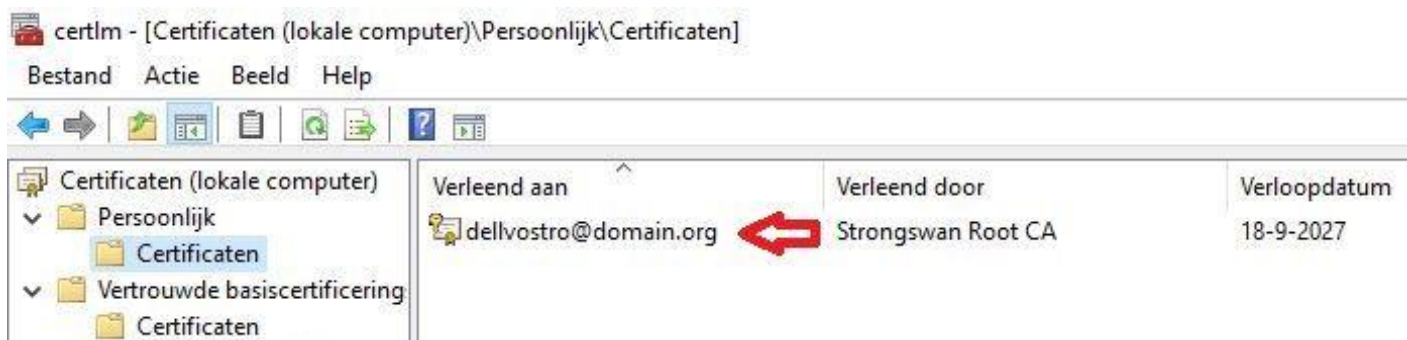 certlm - [Certificaten (lokale computer)\Persoonlijk\Certificaten]
Bestand Actie Beeld Help
Certificaten (lokale computer)
Persoonlijk
Certificaten
Vertrouwde basiscertificering
Certificaten
Verleend aan Verleend door Verloopdatum
dellvostro@domain.org Strongswan Root CA 18-9-2027